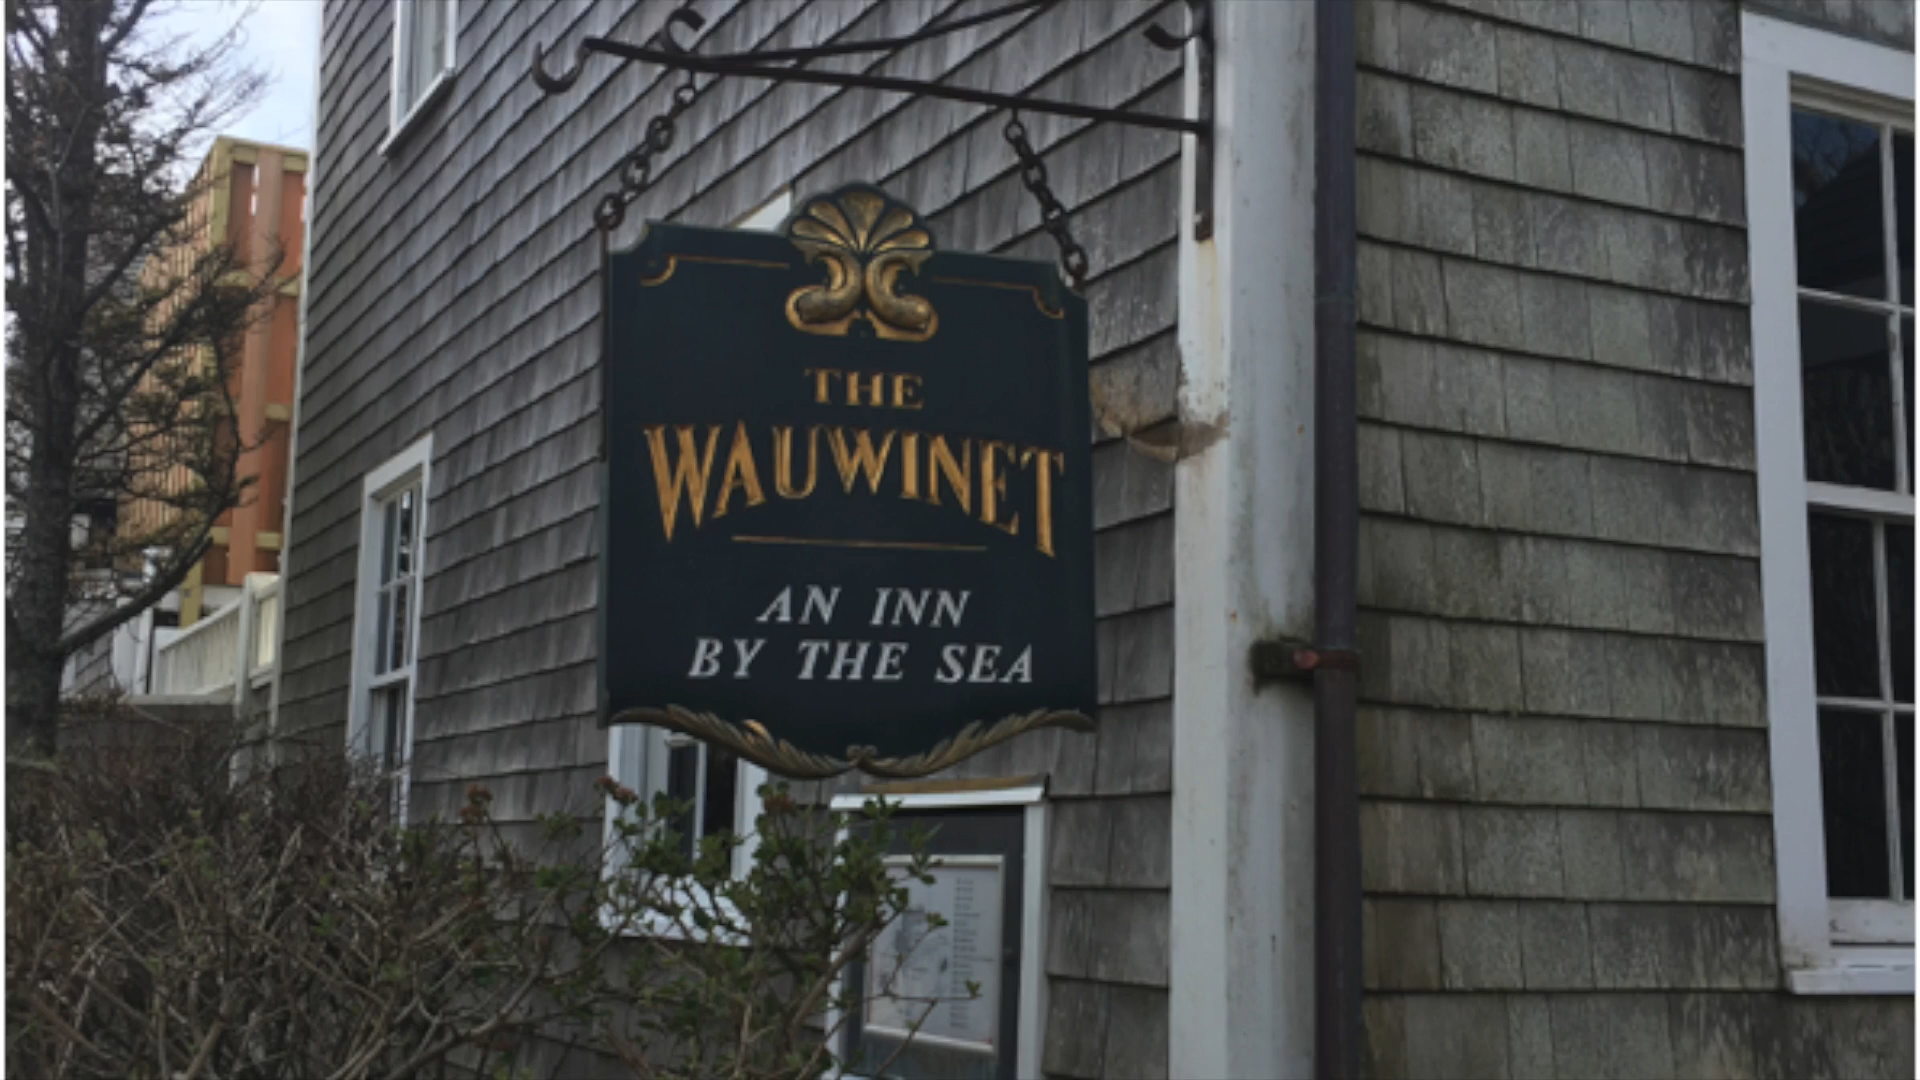 THE
WAUWINET
AN INN
BY THE SEA